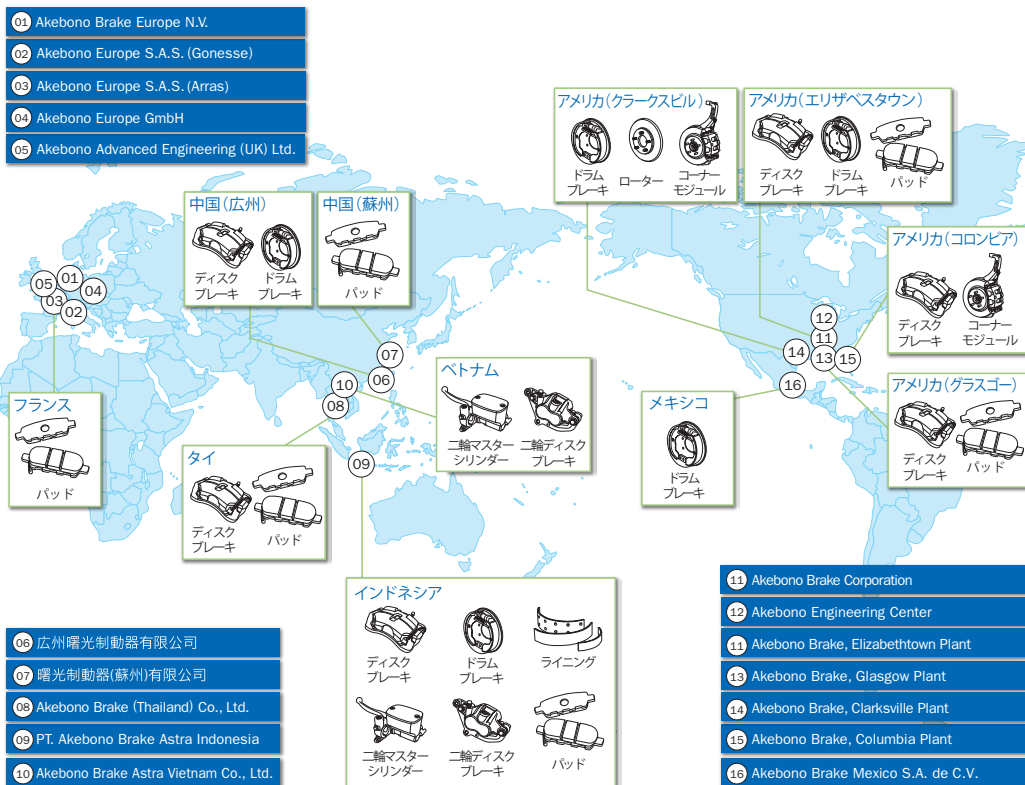 01 Akebono Brake Europe N.V.
02 Akebono Europe S.A.S. (Gonesse)
03 Akebono Europe S.A.S. (Arras)
04 Akebono Europe GmbH
05 Akebono Advanced Engineering (UK) Ltd.
アメリカ(クラークスビル)
ドラム
ブレーキ
ローター
コーナー
モジュール
アメリカ(エリザベスタウン)
ディスク
ブレーキ
ドラム
ブレーキ
パッド
中国(広州)
ディスク
ブレーキ
ドラム
ブレーキ
中国(蘇州)
パッド
アメリカ(コロンビア)
ディスク
ブレーキ
コーナー
モジュール
05
01
04
03
02
12
11
13
14
15
16
07
06
10
08
09
フランス
パッド
タイ
ディスク
ブレーキ
パッド
ベトナム
二輪マスター
シリンダー
二輪ディスク
ブレーキ
メキシコ
ドラム
ブレーキ
アメリカ(グラスゴー)
ディスク
ブレーキ
パッド
インドネシア
ディスク
ブレーキ
ドラム
ブレーキ
ライニング
二輪マスター
シリンダー
二輪ディスク
ブレーキ
パッド
06 広州曙光制動器有限公司
07 曙光制動器(蘇州)有限公司
08 Akebono Brake (Thailand) Co., Ltd.
09 PT. Akebono Brake Astra Indonesia
10 Akebono Brake Astra Vietnam Co., Ltd.
11 Akebono Brake Corporation
12 Akebono Engineering Center
11 Akebono Brake, Elizabethtown Plant
13 Akebono Brake, Glasgow Plant
14 Akebono Brake, Clarksville Plant
15 Akebono Brake, Columbia Plant
16 Akebono Brake Mexico S.A. de C.V.